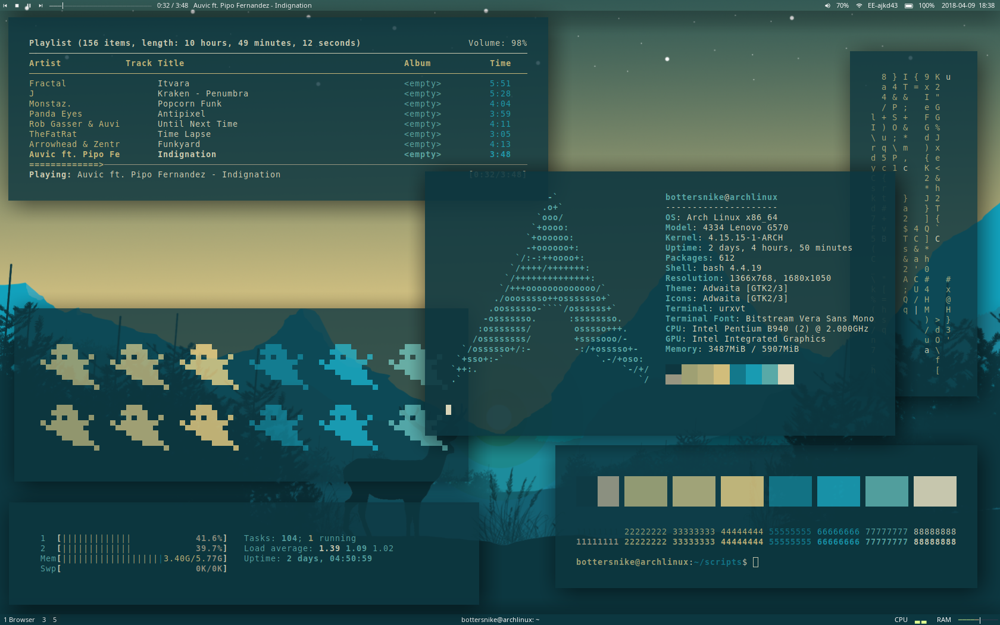 0:32 / 3:48 Auvic ft. Pipo Fernandez - Indignation
70% EE-ajkd43 100% 2018-04-09 18:38
Playlist (156 items, length: 10 hours, 49 minutes, 12 seconds) Volume: 98%
Artist Track Title Album Time
Fractal Itvara <empty> 5:51
J Kraken - Penumbra <empty> 5:28
Monstaz. Popcorn Funk <empty> 4:04
Panda Eyes Antipixel <empty> 3:59
Rob Gasser & Auvi Until Next Time <empty> 4:11
TheFatRat Time Lapse <empty> 3:05
Arrowhead & Zentr Funkyard <empty> 4:13
Auvic ft. Pipo Fe Indignation <empty> 3:48
Playing: Auvic ft. Pipo Fernandez - Indignation [0:32/3:48]
bottersnike@archlinux
---------------------
OS: Arch Linux x86_64
Model: 4334 Lenovo G570
Kernel: 4.15.15-1-ARCH
Uptime: 2 days, 4 hours, 50 minutes
Packages: 612
Shell: bash 4.4.19
Resolution: 1366x768, 1680x1050
Theme: Adwaita [GTK2/3]
Icons: Adwaita [GTK2/3]
Terminal: urxvt
Terminal Font: Bitstream Vera Sans Mono
CPU: Intel Pentium B940 (2) @ 2.000GHz
GPU: Intel Integrated Graphics
Memory: 3487MiB / 5907MiB
1 [||||||||||||| 41.6%] Tasks: 104; 1 running
2 [||||||||||||| 39.7%] Load average: 1.39 1.09 1.02
Mem[|||||||||||||||||||3.40G/5.77G] Uptime: 2 days, 04:50:59
Swp[ 0K/0K]
22222222 33333333 44444444 55555555 66666666 77777777 88888888
11111111 22222222 33333333 44444444 55555555 66666666 77777777 88888888
bottersnike@archlinux:~/scripts$
1 Browser 3 5
bottersnike@archlinux: ~
CPU RAM